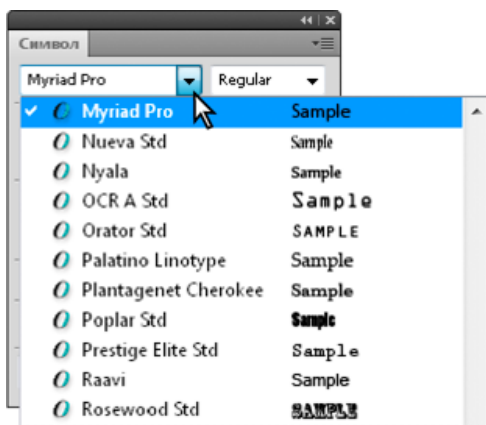 Символ
Myriad Pro Regular
Myriad Pro Sample
Nueva Std Sample
Nyala Sample
OCR A Std Sample
Orator Std SAMPLE
Palatino Linotype Sample
Plantagenet Cherokee Sample
Poplar Std Sample
Prestige Elite Std Sample
Raavi Sample
Rosewood Std SAMPLE